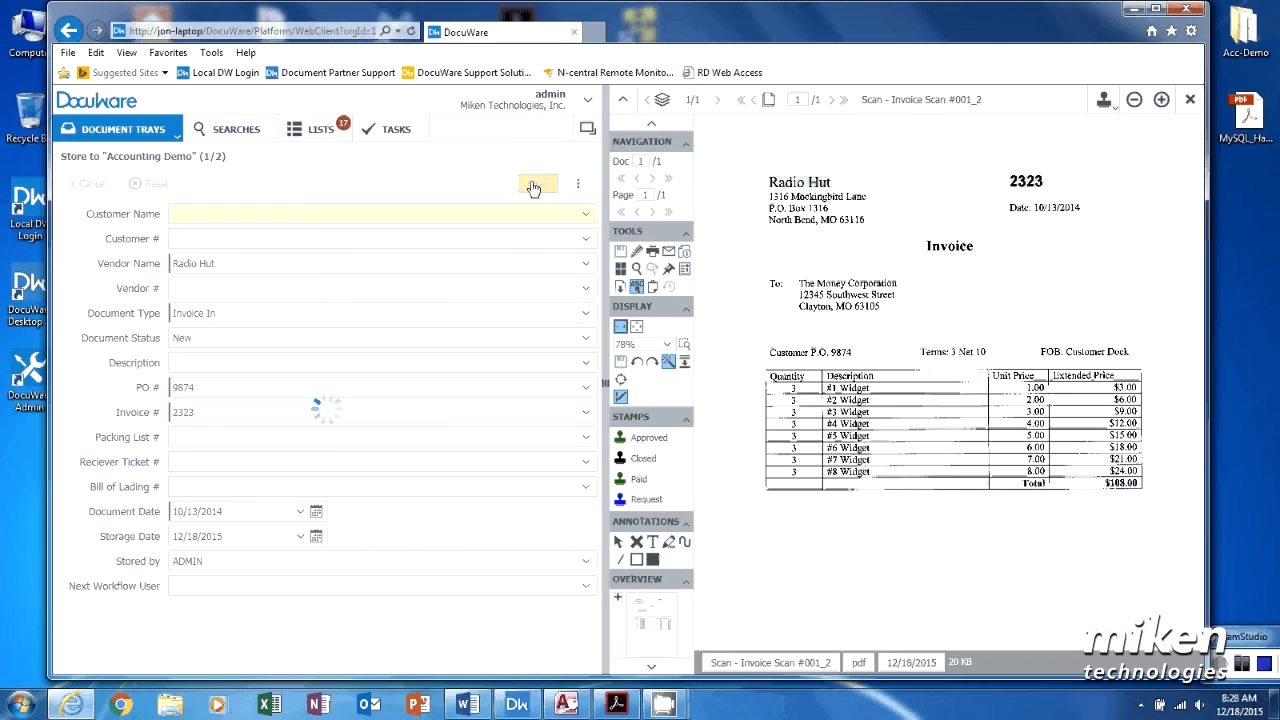 Comput
Recycle B
Local DW
Login
DocuWare
Desktop
DocuWar
Admin
http://jon-laptop/DocuWare/Platform/WebClient?orgId=1
DocuWare
File Edit View Favorites Tools Help
Suggested Sites Local DW Login Document Partner Support DocuWare Support Soluti... N-central Remote Monito... RD Web Access
DocuWare
admin
Miken Technologies, Inc.
DOCUMENT TRAYS SEARCHES LISTS 17 TASKS
Store to "Accounting Demo" (1/2)
Cancel Reset
Customer Name
Customer #
Vendor Name Radio Hut
Vendor #
Document Type Invoice In
Document Status New
Description
PO # 9874
Invoice # 2323
Packing List #
Reciever Ticket #
Bill of Lading #
Document Date 10/13/2014
Storage Date 12/18/2015
Stored by ADMIN
Next Workflow User
1/1 1 /1 Scan - Invoice Scan #001_2
NAVIGATION
Doc 1 /1
Page 1 /1
TOOLS
DISPLAY
78%
STAMPS
Approved
Closed
Paid
Request
ANNOTATIONS
OVERVIEW
Radio Hut 2323
1316 Mockingbird Lane
P.O. Box 1316 Date: 10/13/2014
North Bend, MO 63116
Invoice
To: The Money Corporation
12345 Southwest Street
Clayton, MO 63105
Customer P.O. 9874 Terms: 3 Net 10 FOB: Customer Dock
Quantity Description Unit Price Extended Price
3 #1 Widget 1.00 $3.00
3 #2 Widget 2.00 $6.00
3 #3 Widget 3.00 $9.00
3 #4 Widget 4.00 $12.00
3 #5 Widget 5.00 $15.00
3 #6 Widget 6.00 $18.00
3 #7 Widget 7.00 $21.00
3 #8 Widget 8.00 $24.00
Total $108.00
Scan - Invoice Scan #001_2 pdf 12/18/2015 20 KB
Acc-Demo
MySQL_Ha...
amStudio
miken
technologies
8:28 AM
12/18/2015